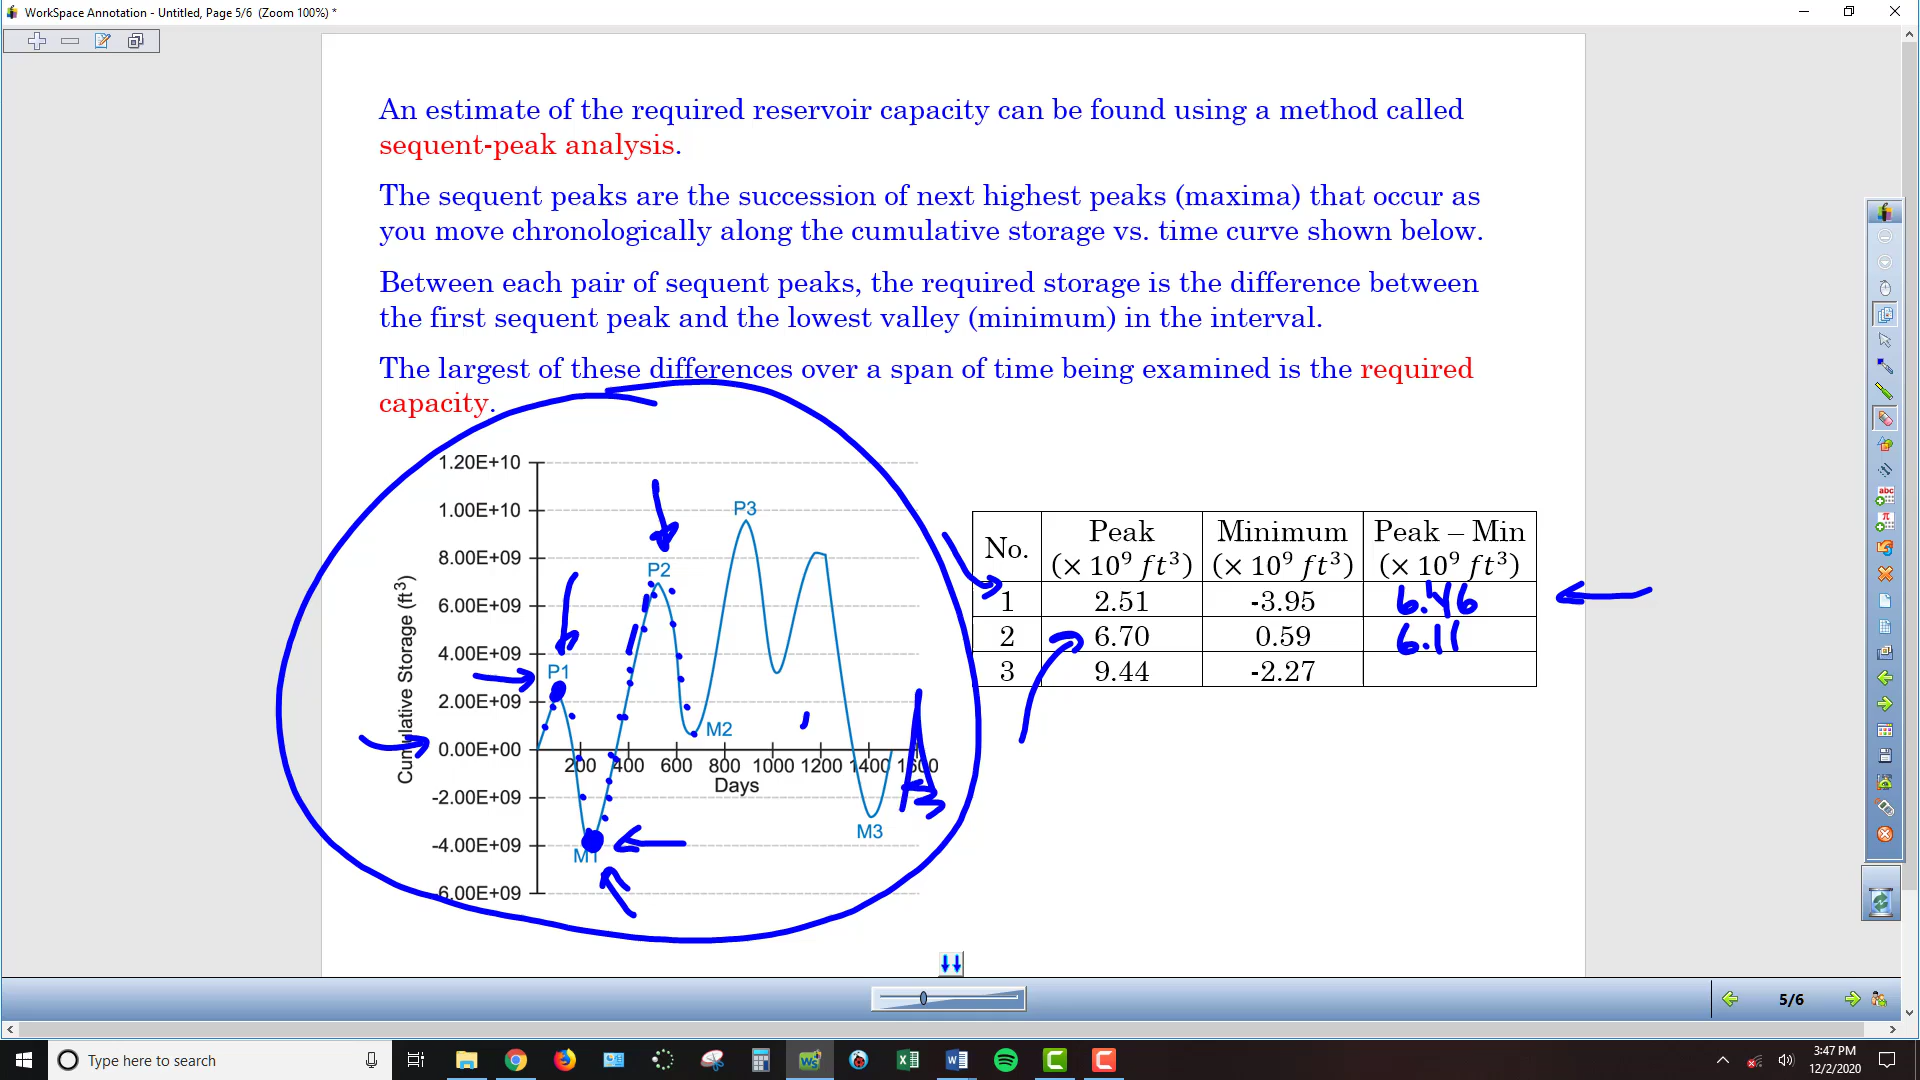 WorkSpace Annotation - Untitled, Page 5/6 (Zoom 100%) *
An estimate of the required reservoir capacity can be found using a method called
sequent-peak analysis.
The sequent peaks are the succession of next highest peaks (maxima) that occur as
you move chronologically along the cumulative storage vs. time curve shown below.
Between each pair of sequent peaks, the required storage is the difference between
the first sequent peak and the lowest valley (minimum) in the interval.
The largest of these differences over a span of time being examined is the required
capacity.
Cumulative Storage (ft³)
1.20E+10
1.00E+10
8.00E+09
6.00E+09
4.00E+09
2.00E+09
0.00E+00
-2.00E+09
-4.00E+09
-6.00E+09
P1
P2
P3
M1
M2
M3
200 400 600 800 1000 1200 1400 1600
Days
No. Peak (× 10⁹ ft³) Minimum (× 10⁹ ft³) Peak – Min (× 10⁹ ft³)
1 2.51 -3.95 6.46
2 6.70 0.59 6.11
3 9.44 -2.27
abc
π
5/6
Type here to search
3:47 PM
12/2/2020